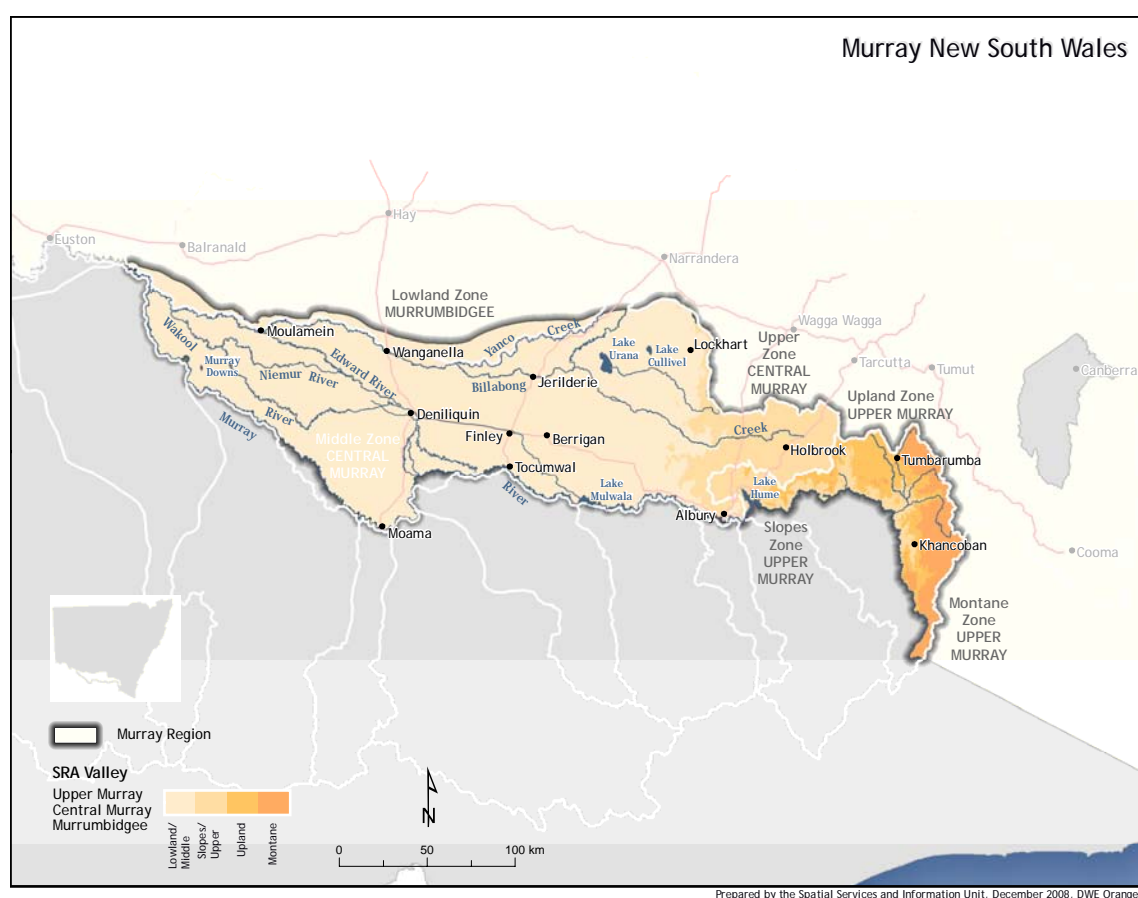 Murray New South Wales
Hay
Euston
Balranald
Narrandera
Lowland Zone
MURRUMBIDGEE
Wagga Wagga
Moulamein
Wakool
Yanco
Creek
Lake
Urana
Lake
Cullivel
Lockhart
Upper
Zone
CENTRAL
MURRAY
Tarcutta
Tumut
Canberra
Wanganella
Murray
Downs
Niemur River
Edward River
Billabong
Jerilderie
Upland Zone
UPPER MURRAY
Deniliquin
River
Murray
Middle Zone
CENTRAL
MURRAY
Finley
Berrigan
Creek
Holbrook
Tumbarumba
Tocumwal
River
Lake
Mulwala
Lake
Hume
Albury
Moama
Slopes
Zone
UPPER
MURRAY
Khancoban
Cooma
Montane
Zone
UPPER
MURRAY
Murray Region
SRA Valley
Upper Murray
Central Murray
Murrumbidgee
Lowland/
Middle
Slopes/
Upper
Upland
Montane
N
0 50 100 km
Prepared by the Spatial Services and Information Unit, December 2008, DWE Orange